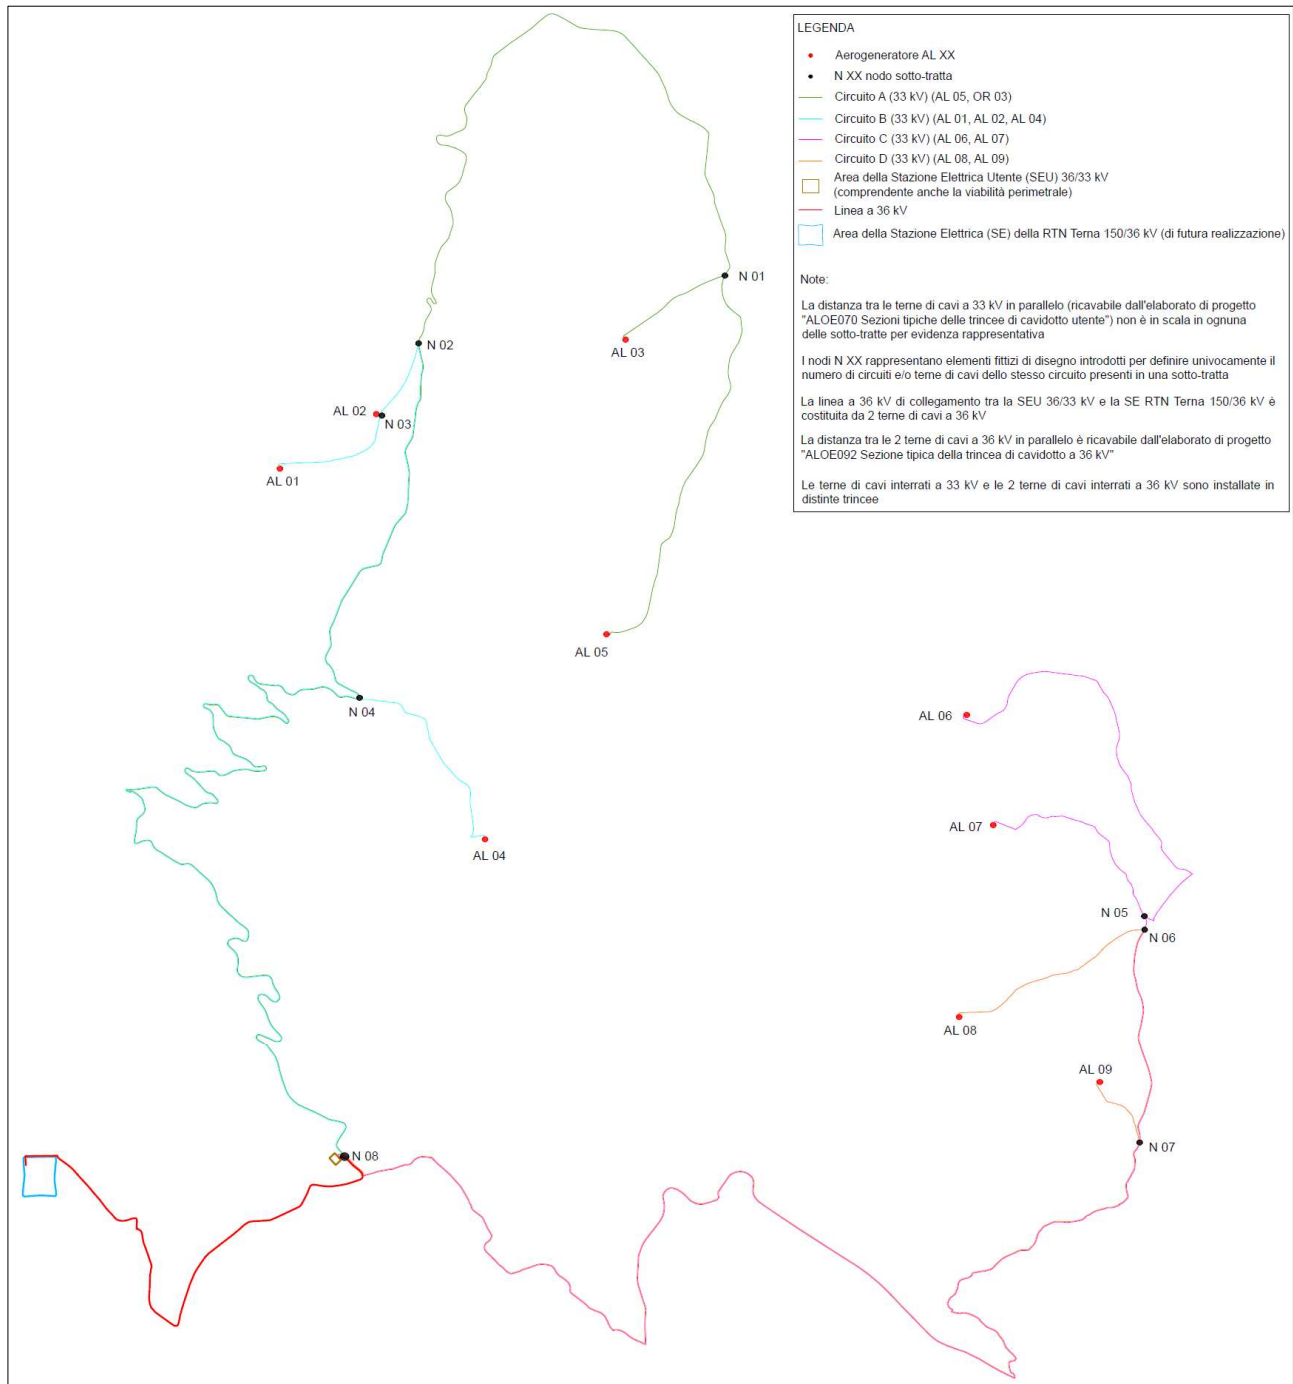 LEGENDA
Aerogeneratore AL XX
N XX nodo sotto-tratta
Circuito A (33 kV) (AL 05, OR 03)
Circuito B (33 kV) (AL 01, AL 02, AL 04)
Circuito C (33 kV) (AL 06, AL 07)
Circuito D (33 kV) (AL 08, AL 09)
Area della Stazione Elettrica Utente (SEU) 36/33 kV
(comprendente anche la viabilità perimetrale)
Linea a 36 kV
Area della Stazione Elettrica (SE) della RTN Terna 150/36 kV (di futura realizzazione)
Note:
La distanza tra le terne di cavi a 33 kV in parallelo (ricavabile dall'elaborato di progetto
"ALOE070 Sezioni tipiche delle trincee di cavidotto utente") non è in scala in ognuna
delle sotto-tratte per evidenza rappresentativa
I nodi N XX rappresentano elementi fittizi di disegno introdotti per definire univocamente il
numero di circuiti e/o terne di cavi dello stesso circuito presenti in una sotto-tratta
La linea a 36 kV di collegamento tra la SEU 36/33 kV e la SE RTN Terna 150/36 kV è
costituita da 2 terne di cavi a 36 kV
La distanza tra le 2 terne di cavi a 36 kV in parallelo è ricavabile dall'elaborato di progetto
"ALOE092 Sezione tipica della trincea di cavidotto a 36 kV"
Le terne di cavi interrati a 33 kV e le 2 terne di cavi interrati a 36 kV sono installate in
distinte trincee
N 01
N 02
AL 03
AL 02
N 03
AL 01
AL 05
N 04
AL 06
AL 07
AL 04
N 05
N 06
AL 08
AL 09
N 07
N 08